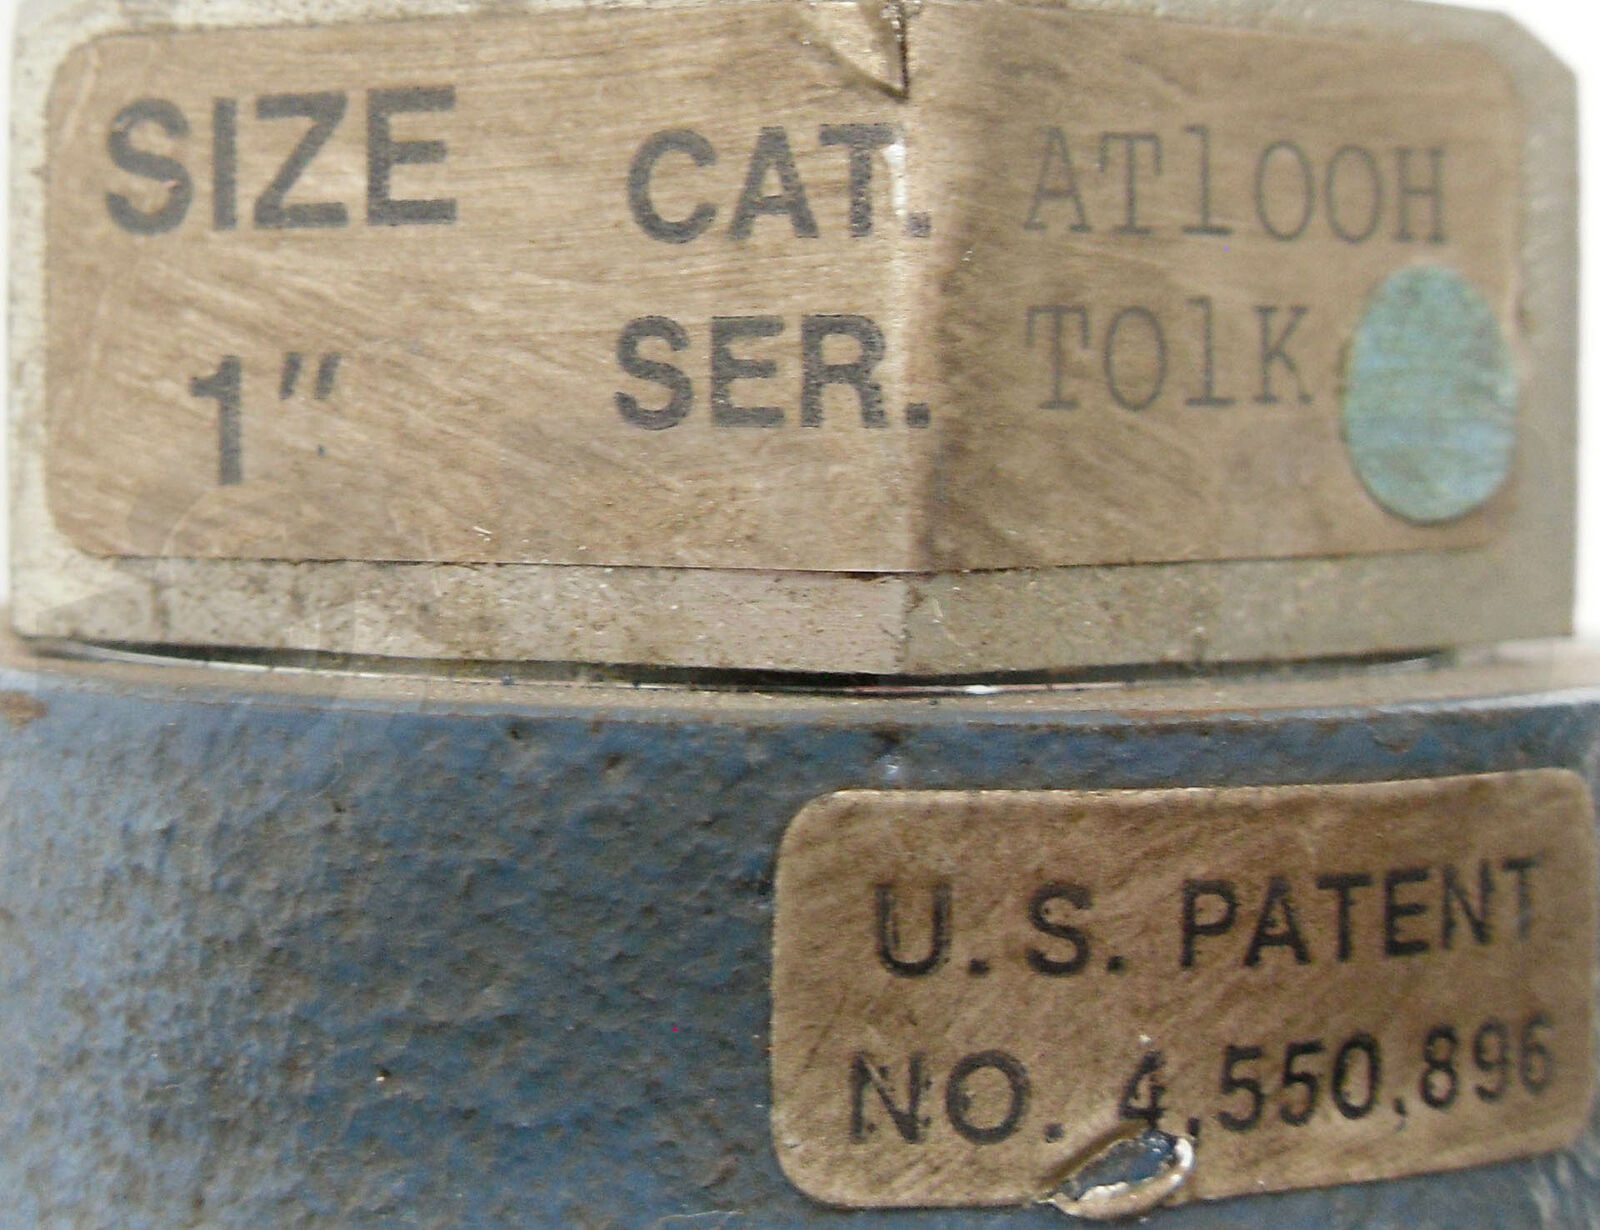 SIZE CAT. AT100H
1" SER. T01K
U.S. PATENT
NO. 4,550,896